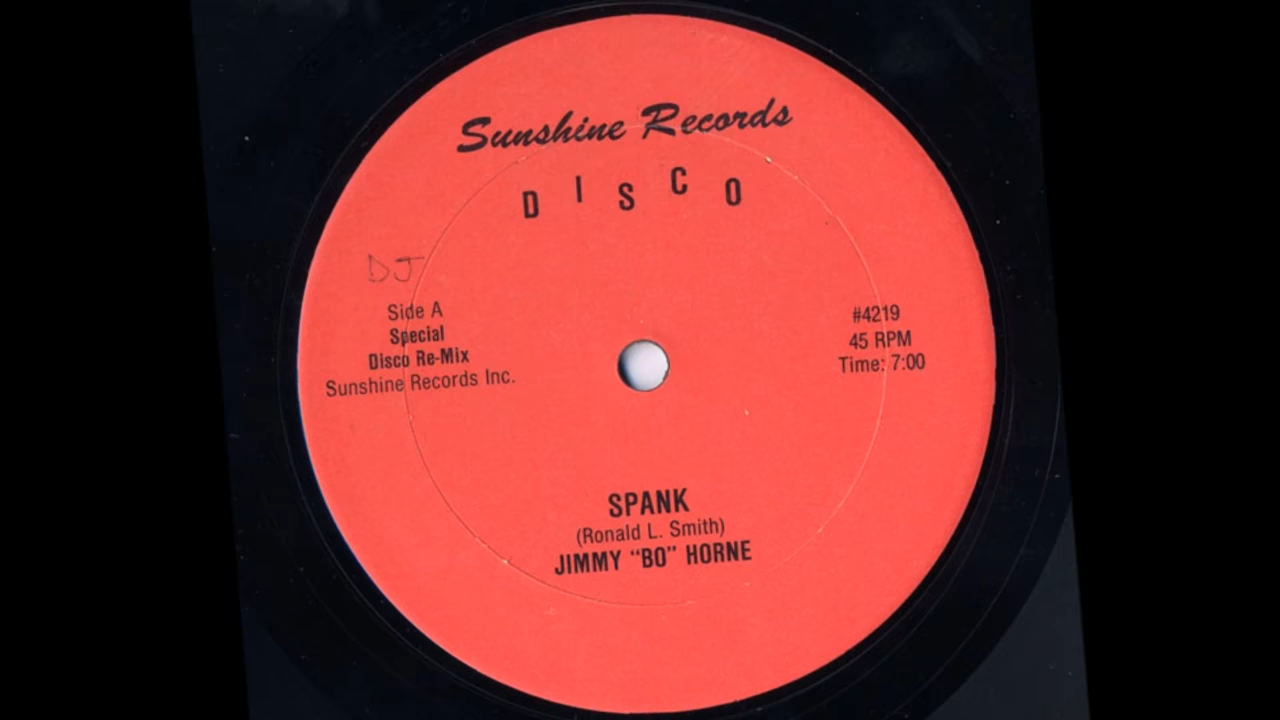 Sunshine Records
DISCO
DJ
Side A
Special
Disco Re-Mix
Sunshine Records Inc.
#4219
45 RPM
Time: 7:00
SPANK
(Ronald L. Smith)
JIMMY “BO” HORNE